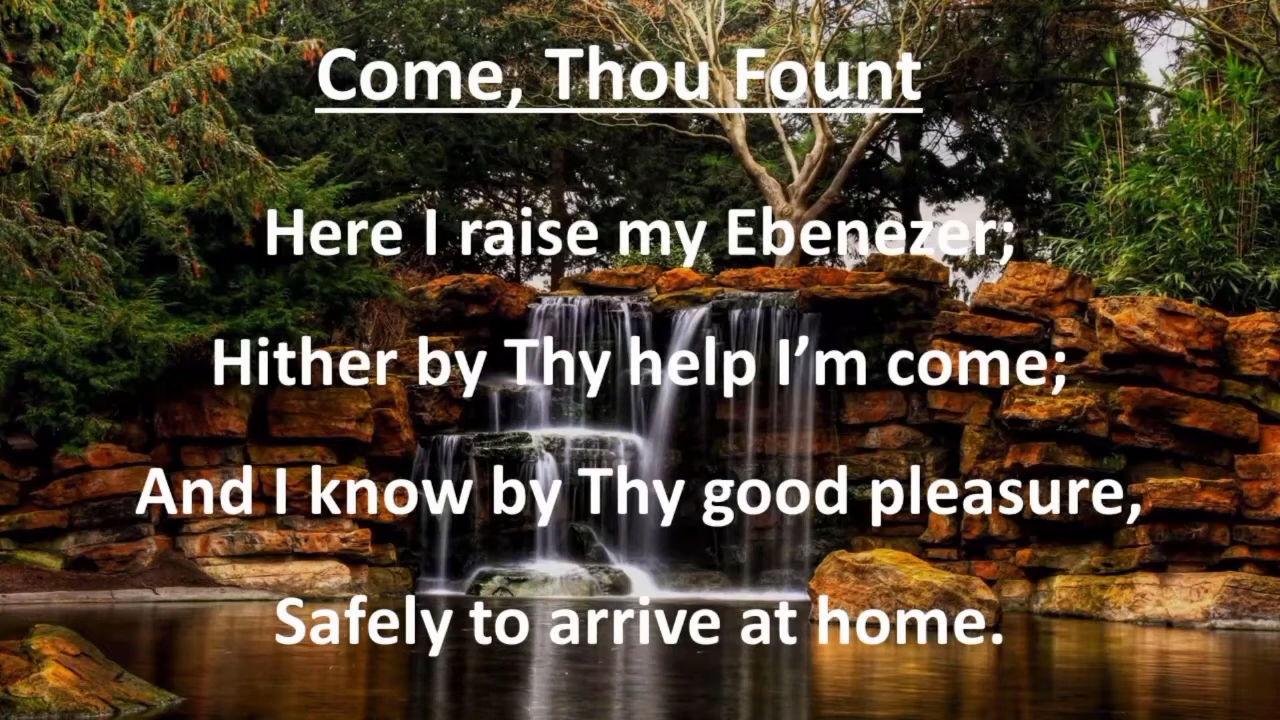 Come, Thou Fount
Here I raise my Ebenezer;
Hither by Thy help I’m come;
And I know by Thy good pleasure,
Safely to arrive at home.